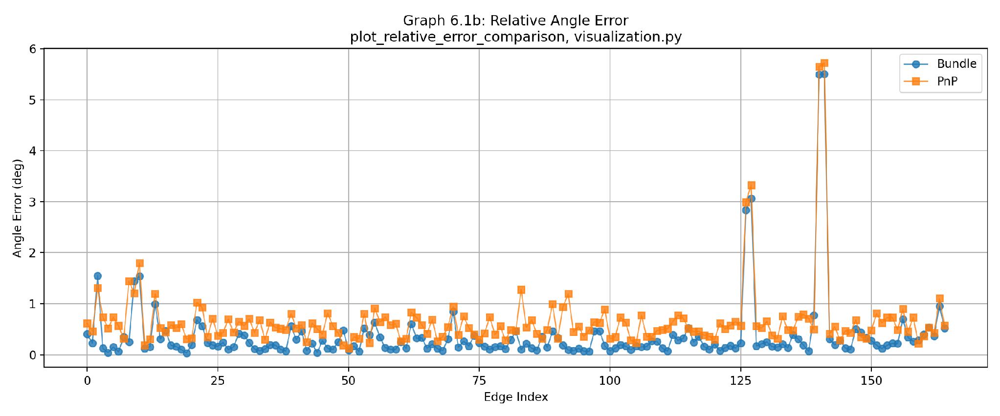 Graph 6.1b: Relative Angle Error
plot_relative_error_comparison, visualization.py
6
5
4
3
2
1
0
Angle Error (deg)
Bundle
PnP
0 25 50 75 100 125 150
Edge Index